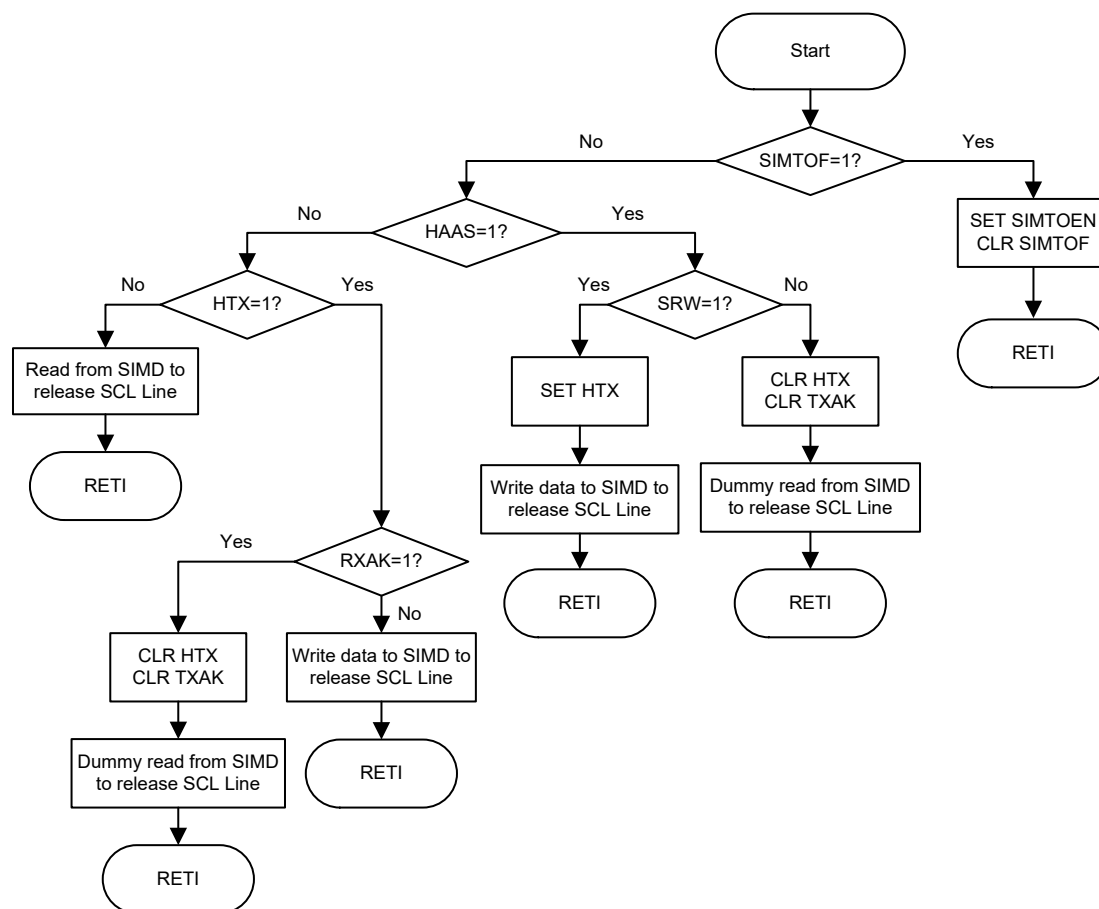 Start
No
SIMTOF=1?
Yes
No
HAAS=1?
Yes
SET SIMTOEN
CLR SIMTOF
No
HTX=1?
Yes
Yes
SRW=1?
No
RETI
Read from SIMD to
release SCL Line
SET HTX
CLR HTX
CLR TXAK
RETI
Write data to SIMD to
release SCL Line
Dummy read from SIMD
to release SCL Line
Yes
RXAK=1?
No
RETI
RETI
CLR HTX
CLR TXAK
Write data to SIMD to
release SCL Line
Dummy read from SIMD
to release SCL Line
RETI
RETI